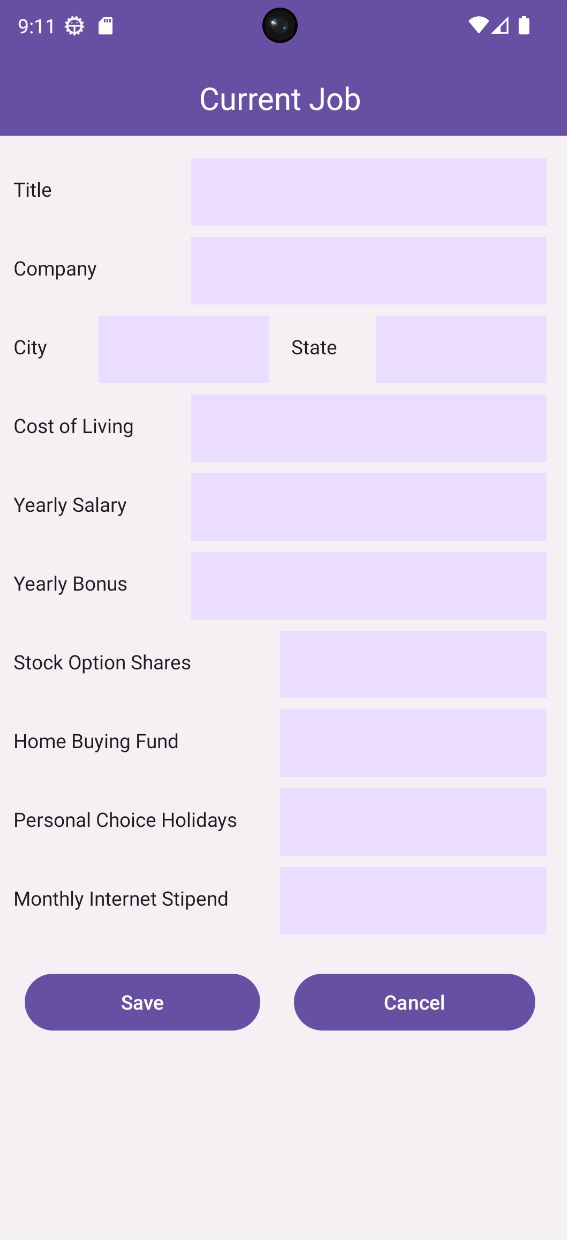 9:11
Current Job
Title
Company
City State
Cost of Living
Yearly Salary
Yearly Bonus
Stock Option Shares
Home Buying Fund
Personal Choice Holidays
Monthly Internet Stipend
Save Cancel